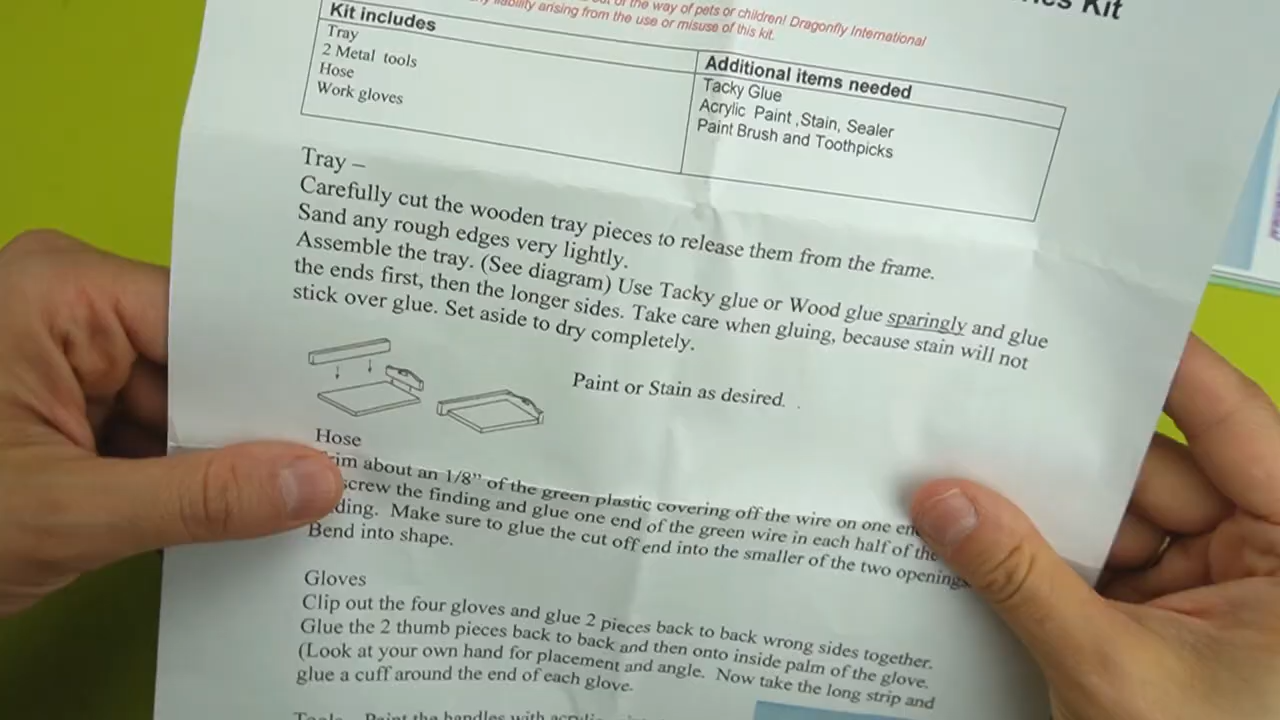 Kit
out of the way of pets or children! Dragonfly International
liability arising from the use or misuse of this kit.
Kit includes
Tray
2 Metal tools
Hose
Work gloves
Additional items needed
Tacky Glue
Acrylic Paint ,Stain, Sealer
Paint Brush and Toothpicks
Tray –
Carefully cut the wooden tray pieces to release them from the frame.
Sand any rough edges very lightly.
Assemble the tray. (See diagram) Use Tacky glue or Wood glue sparingly and glue
the ends first, then the longer sides. Take care when gluing, because stain will not
stick over glue. Set aside to dry completely.
Paint or Stain as desired. .
Hose
about an 1/8” of the green plastic covering off the wire on one
screw the finding and glue one end of the green wire in each half of the
Make sure to glue the cut off end into the smaller of the two openings
Bend into shape.
Gloves
Clip out the four gloves and glue 2 pieces back to back wrong sides together.
Glue the 2 thumb pieces back to back and then onto inside palm of the glove.
(Look at your own hand for placement and angle. Now take the long strip and
glue a cuff around the end of each glove.
Tools Paint the handles with